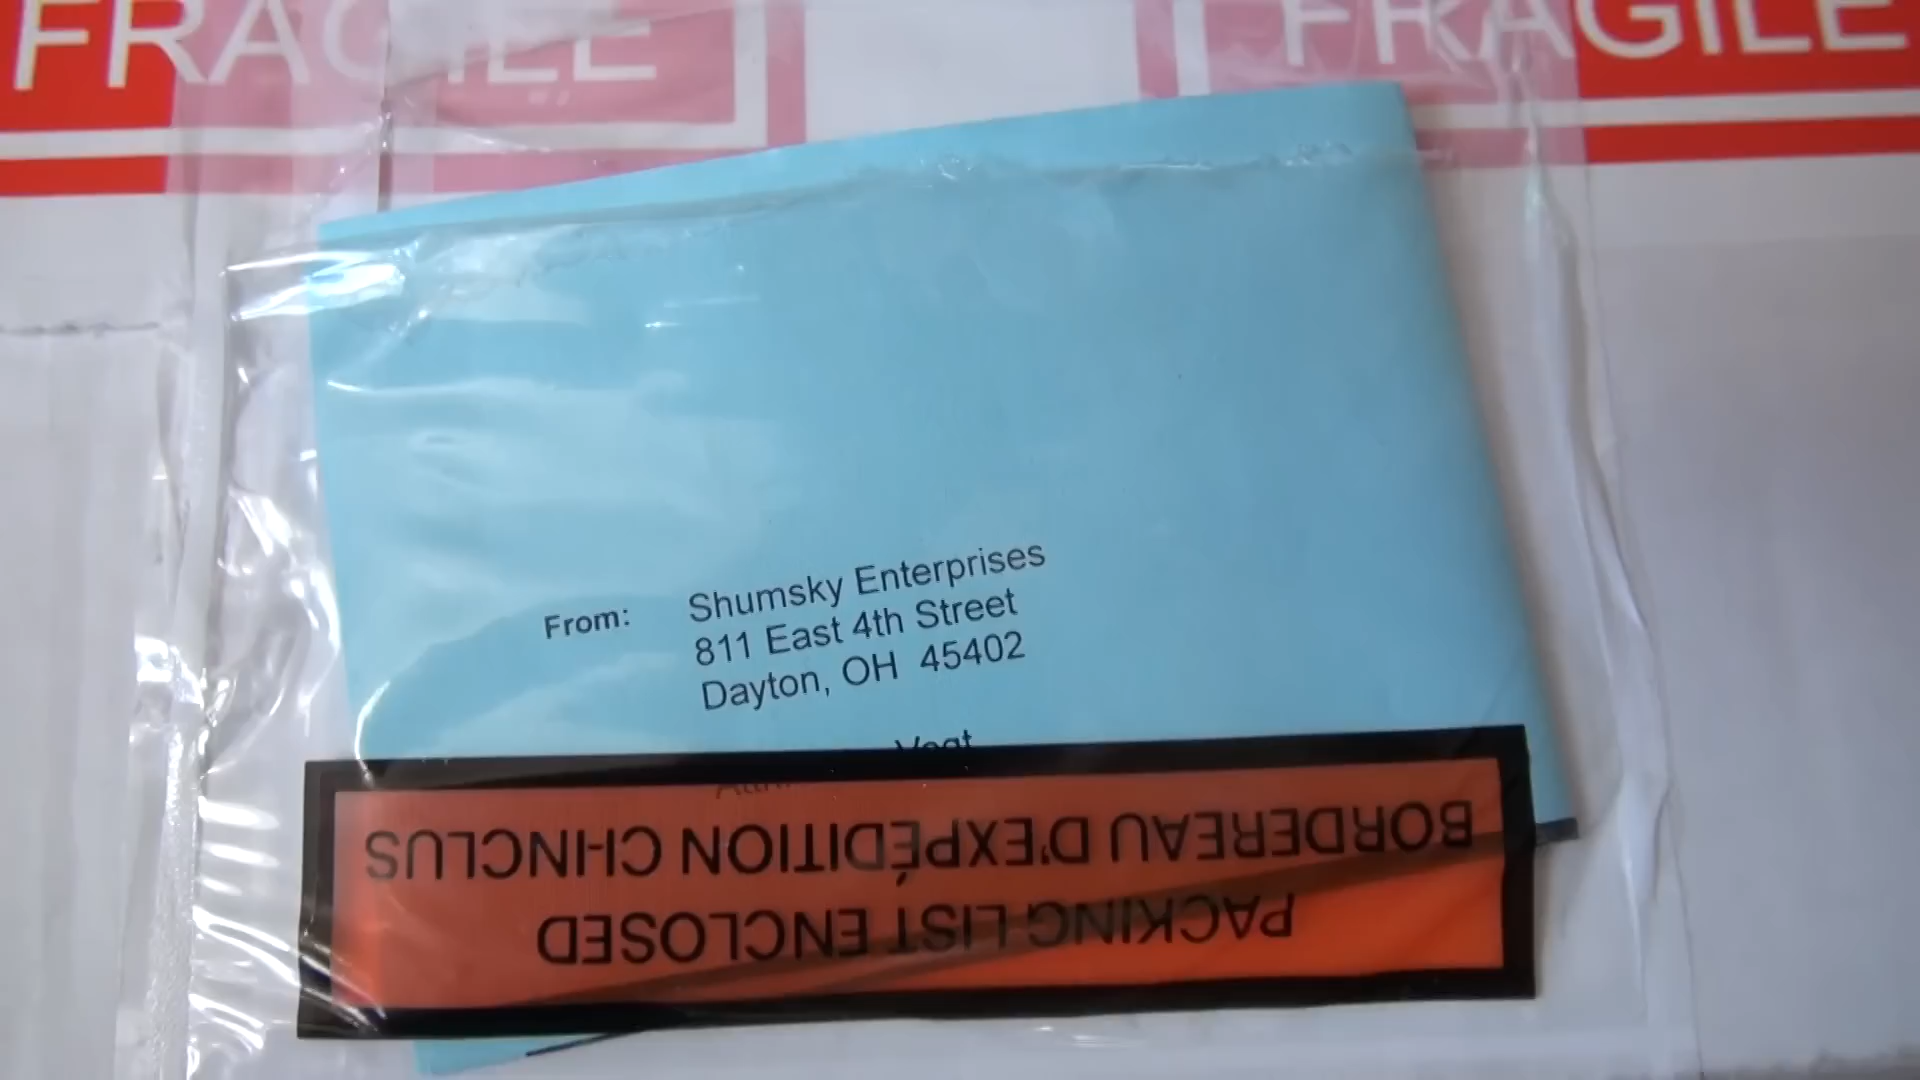 FRAGILE
FRAGILE
From: Shumsky Enterprises
811 East 4th Street
Dayton, OH 45402
PACKING LIST ENCLOSED
BORDEREAU D'EXPÉDITION CI-INCLUS